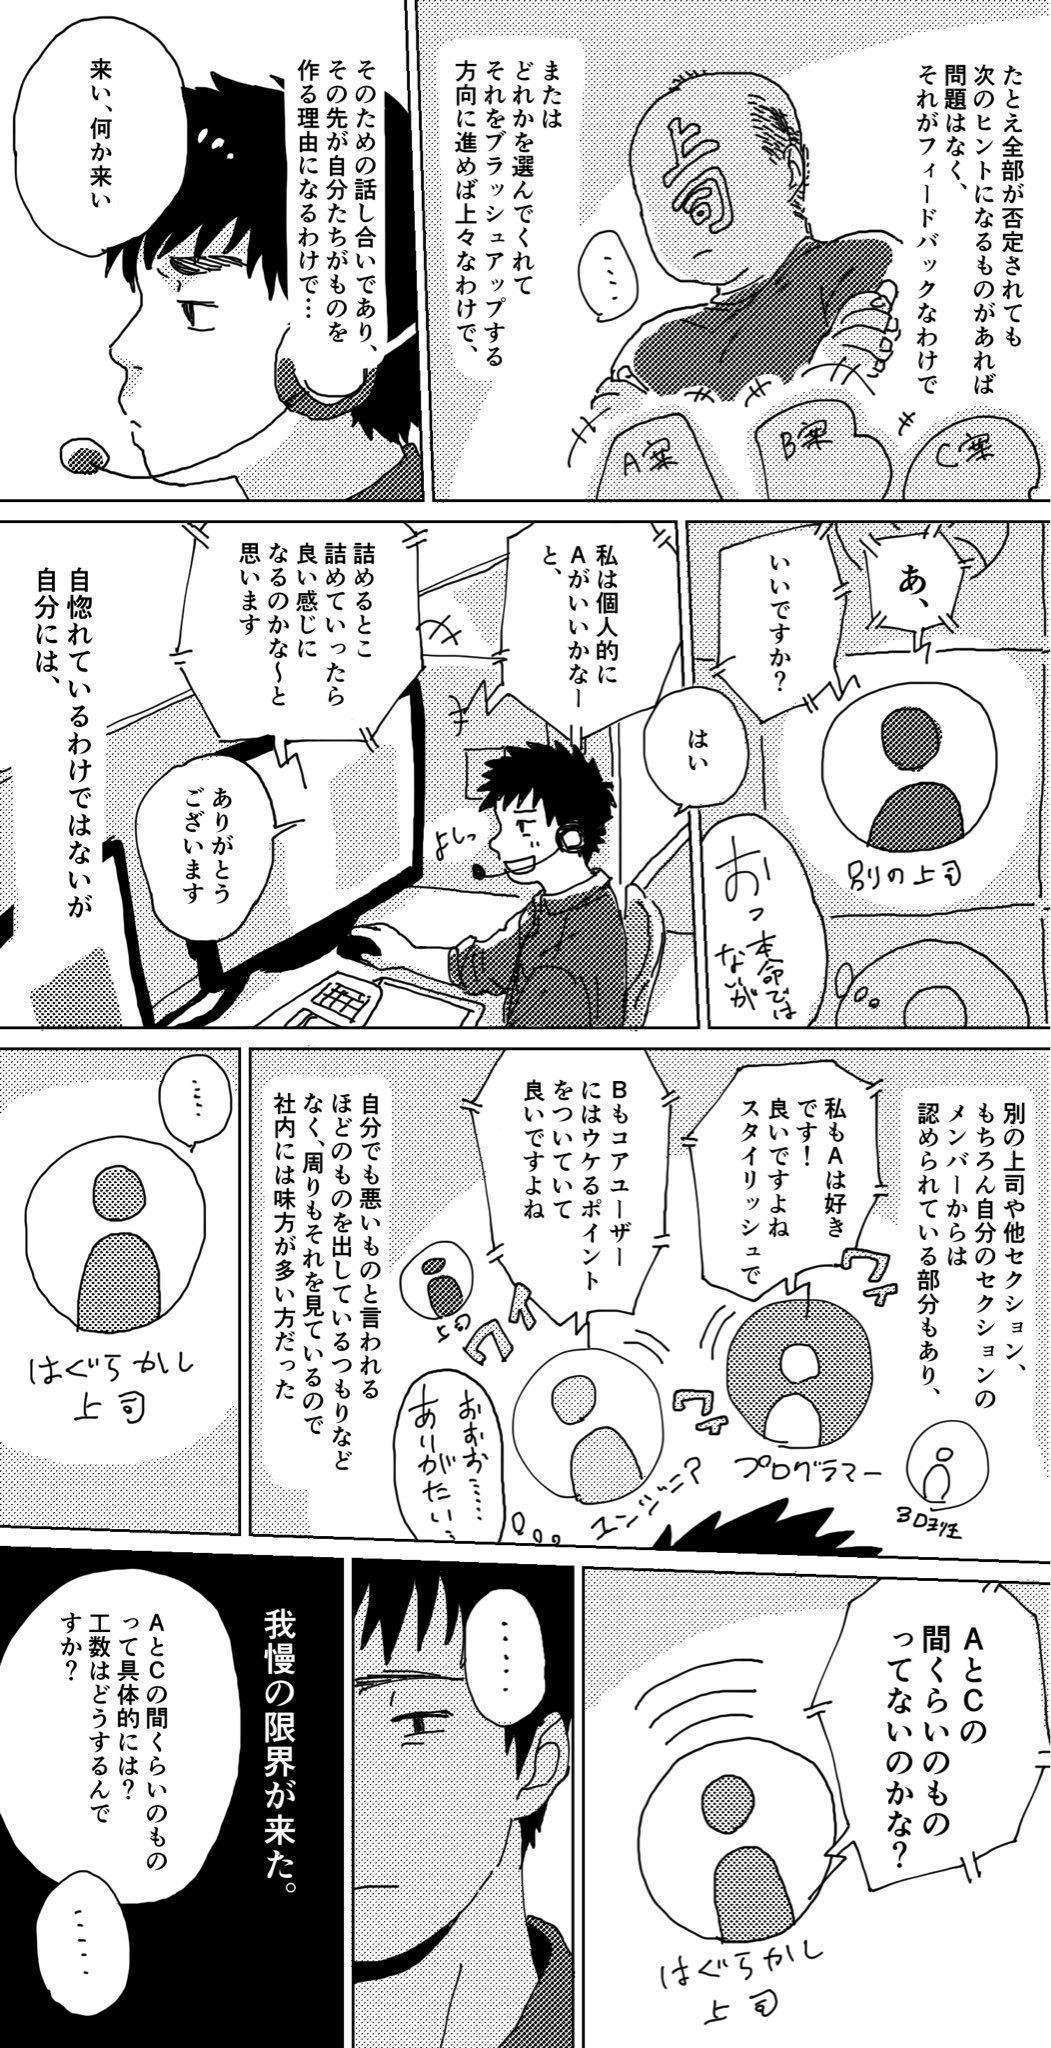 たとえ全部が否定されても
次のヒントになるものがあれば
問題はなく、
それがフィードバックなわけで
上司
……
または
どれかを選んでくれて
それをブラッシュアップする
方向に進めば上々なわけで、
C案
B案
A案
そのための話し合いであり、
その先が自分たちがものを
作る理由になるわけで…
来い、何か来い
あ、
いいですか？
別の上司
はい
おっ本命では
ないが
私は個人的に
Aがいいかなー
と、
詰めるとこ
詰めていったら
良い感じに
なるのかな〜と
思います
よしっ
ありがとう
ございます
自惚れているわけではないが
自分には、
別の上司や他セクション、
もちろん自分のセクションの
メンバーからは
認められている部分もあり、
私もAは好き
です！
良いですよね
スタイリッシュで
Bもコアユーザー
にはウケるポイント
をついていて
良いですよね
ワイ
ワイ
ワイ
プログラマー
エンジニア
上司
おおお……
ありがたい…
自分でも悪いものと言われる
ほどのものを出しているつもりなど
なく、周りもそれを見ているので
社内には味方が多い方だった
……
はぐらかし
上司
AとCの
間くらいのもの
ってないのかな？
はぐらかし
上司
……
我慢の限界が来た。
AとCの間くらいのもの
って具体的には？
工数はどうするんで
すか？
……